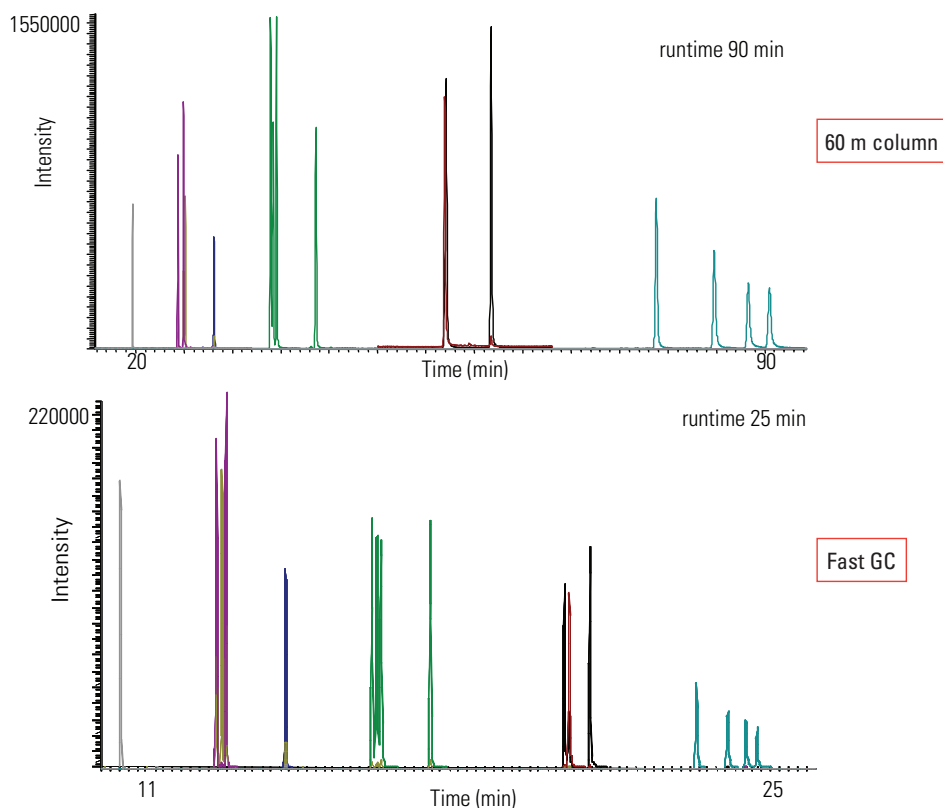 1550000
runtime 90 min
Intensity
60 m column
20
90
Time (min)
220000
runtime 25 min
Intensity
Fast GC
11
25
Time (min)